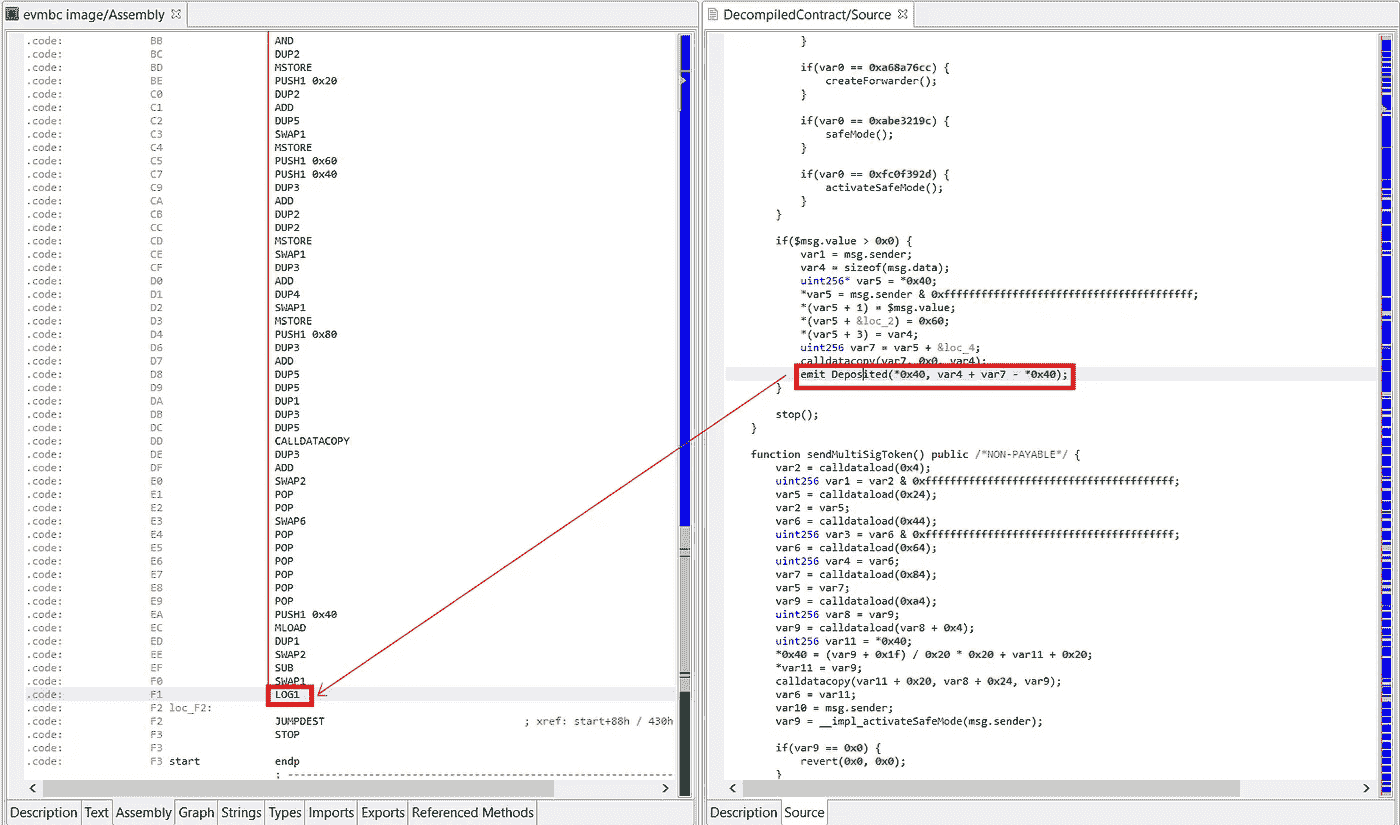 evmbc image/Assembly
.code: BB AND
.code: BC DUP2
.code: BD MSTORE
.code: BE PUSH1 0x20
.code: C0 DUP2
.code: C1 ADD
.code: C2 DUP5
.code: C3 SWAP1
.code: C4 MSTORE
.code: C5 PUSH1 0x60
.code: C7 PUSH1 0x40
.code: C9 DUP3
.code: CA ADD
.code: CB DUP2
.code: CC DUP2
.code: CD MSTORE
.code: CE SWAP1
.code: CF DUP3
.code: D0 ADD
.code: D1 DUP4
.code: D2 SWAP1
.code: D3 MSTORE
.code: D4 PUSH1 0x80
.code: D6 DUP3
.code: D7 ADD
.code: D8 DUP5
.code: D9 DUP5
.code: DA DUP1
.code: DB DUP3
.code: DC DUP5
.code: DD CALLDATACOPY
.code: DE DUP3
.code: DF ADD
.code: E0 SWAP2
.code: E1 POP
.code: E2 POP
.code: E3 SWAP6
.code: E4 POP
.code: E5 POP
.code: E6 POP
.code: E7 POP
.code: E8 POP
.code: E9 POP
.code: EA PUSH1 0x40
.code: EC MLOAD
.code: ED DUP1
.code: EE SWAP2
.code: EF SUB
.code: F0 SWAP1
.code: F1 LOG1
.code: F2 loc_F2:
.code: F2 JUMPDEST ; xref: start+88h / 430h
.code: F3 STOP
.code: F3
.code: F3 start endp
; ----------------------------------------------------------
Description Text Assembly Graph Strings Types Imports Exports Referenced Methods
DecompiledContract/Source
}
if(var0 == 0xa68a76cc) {
createForwarder();
}
if(var0 == 0xabe3219c) {
safeMode();
}
if(var0 == 0xfc0f392d) {
activateSafeMode();
}
}
if($msg.value > 0x0) {
var1 = msg.sender;
var4 = sizeof(msg.data);
uint256* var5 = *0x40;
*var5 = msg.sender & 0xffffffffffffffffffffffffffffffffffffffff;
*(var5 + 1) = $msg.value;
*(var5 + &loc_2) = 0x60;
*(var5 + 3) = var4;
uint256 var7 = var5 + &loc_4;
calldatacopy(var7, 0x0, var4);
emit Deposited(*0x40, var4 + var7 - *0x40);
}
stop();
}
function sendMultiSigToken() public /*NON-PAYABLE*/ {
var2 = calldataload(0x4);
uint256 var1 = var2 & 0xffffffffffffffffffffffffffffffffffffffff;
var5 = calldataload(0x24);
var2 = var5;
var6 = calldataload(0x44);
uint256 var3 = var6 & 0xffffffffffffffffffffffffffffffffffffffff;
var6 = calldataload(0x64);
uint256 var4 = var6;
var7 = calldataload(0x84);
var5 = var7;
var9 = calldataload(0xa4);
uint256 var8 = var9;
var9 = calldataload(var8 + 0x4);
uint256 var11 = *0x40;
*0x40 = (var9 + 0x1f) / 0x20 * 0x20 + var11 + 0x20;
*var11 = var9;
calldatacopy(var11 + 0x20, var8 + 0x24, var9);
var6 = var11;
var10 = msg.sender;
var9 = __impl_activateSafeMode(msg.sender);
if(var9 == 0x0) {
revert(0x0, 0x0);
}
Description Source